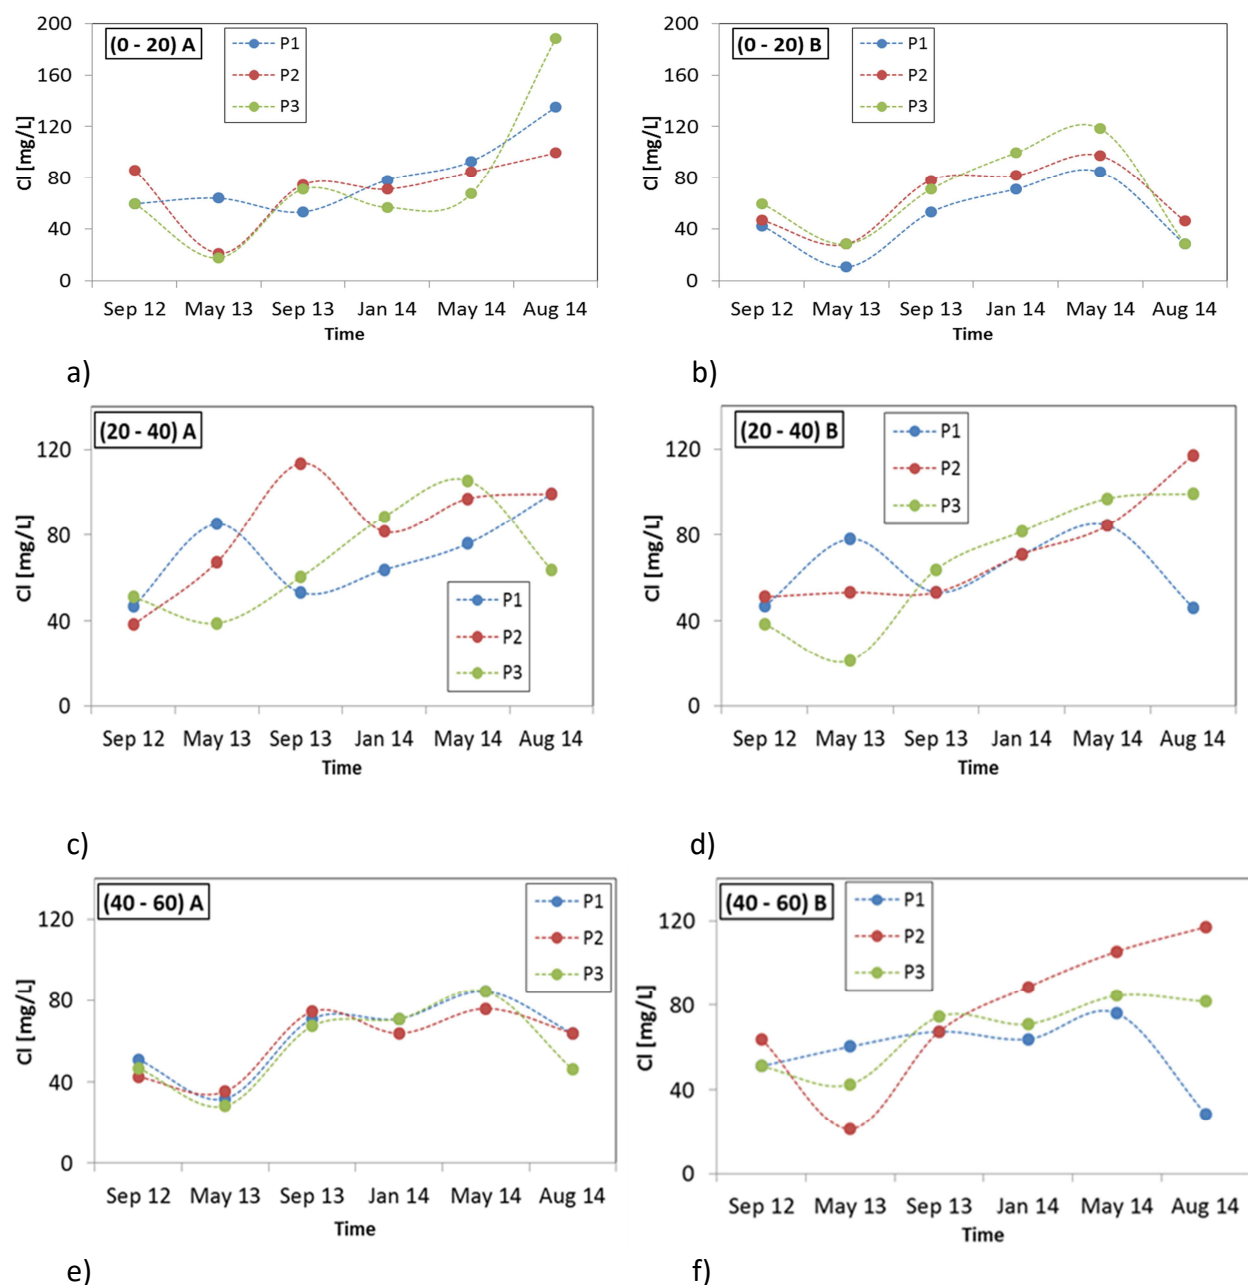 (0 - 20) A
P1
P2
P3
200
160
120
80
40
0
Cl [mg/L]
Sep 12 May 13 Sep 13 Jan 14 May 14 Aug 14
Time
a)
(0 - 20) B
P1
P2
P3
200
160
120
80
40
0
Cl [mg/L]
Sep 12 May 13 Sep 13 Jan 14 May 14 Aug 14
Time
b)
(20 - 40) A
P1
P2
P3
120
80
40
0
Cl [mg/L]
Sep 12 May 13 Sep 13 Jan 14 May 14 Aug 14
Time
c)
(20 - 40) B
P1
P2
P3
120
80
40
0
Cl [mg/L]
Sep 12 May 13 Sep 13 Jan 14 May 14 Aug 14
Time
d)
(40 - 60) A
P1
P2
P3
120
80
40
0
Cl [mg/L]
Sep 12 May 13 Sep 13 Jan 14 May 14 Aug 14
Time
e)
(40 - 60) B
P1
P2
P3
120
80
40
0
Cl [mg/L]
Sep 12 May 13 Sep 13 Jan 14 May 14 Aug 14
Time
f)